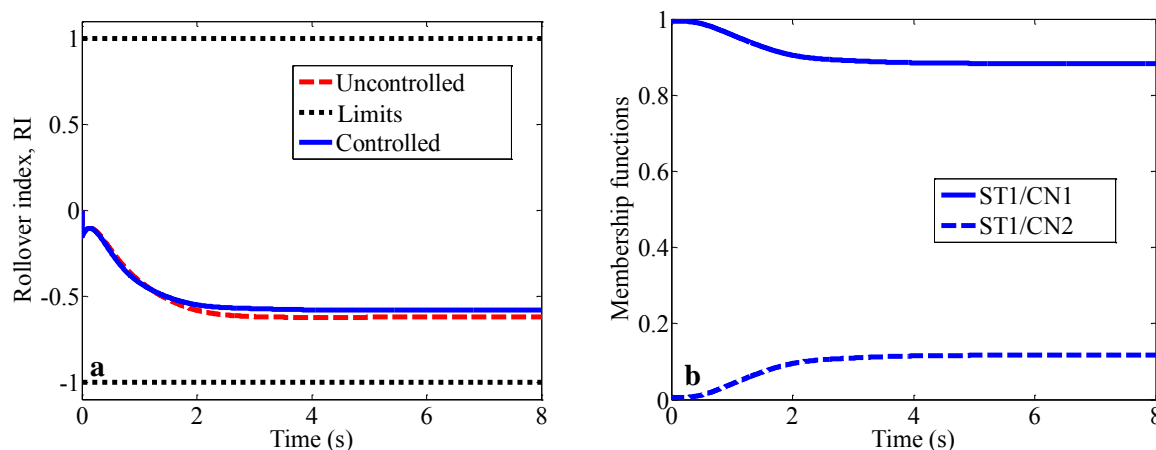 1
0.5
0
-0.5
-1
Rollover index, RI
Uncontrolled
Limits
Controlled
a
0
2
4
6
8
Time (s)
1
0.8
0.6
0.4
0.2
0
Membership functions
ST1/CN1
ST1/CN2
b
0
2
4
6
8
Time (s)